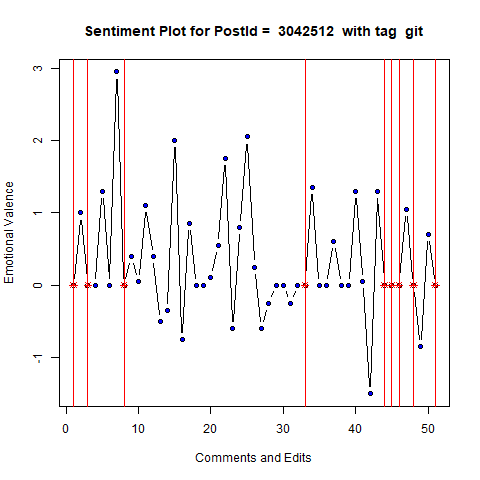 Sentiment Plot for PostId = 3042512 with tag git
Emotional Valence
3
2
1
0
-1
0 10 20 30 40 50
Comments and Edits